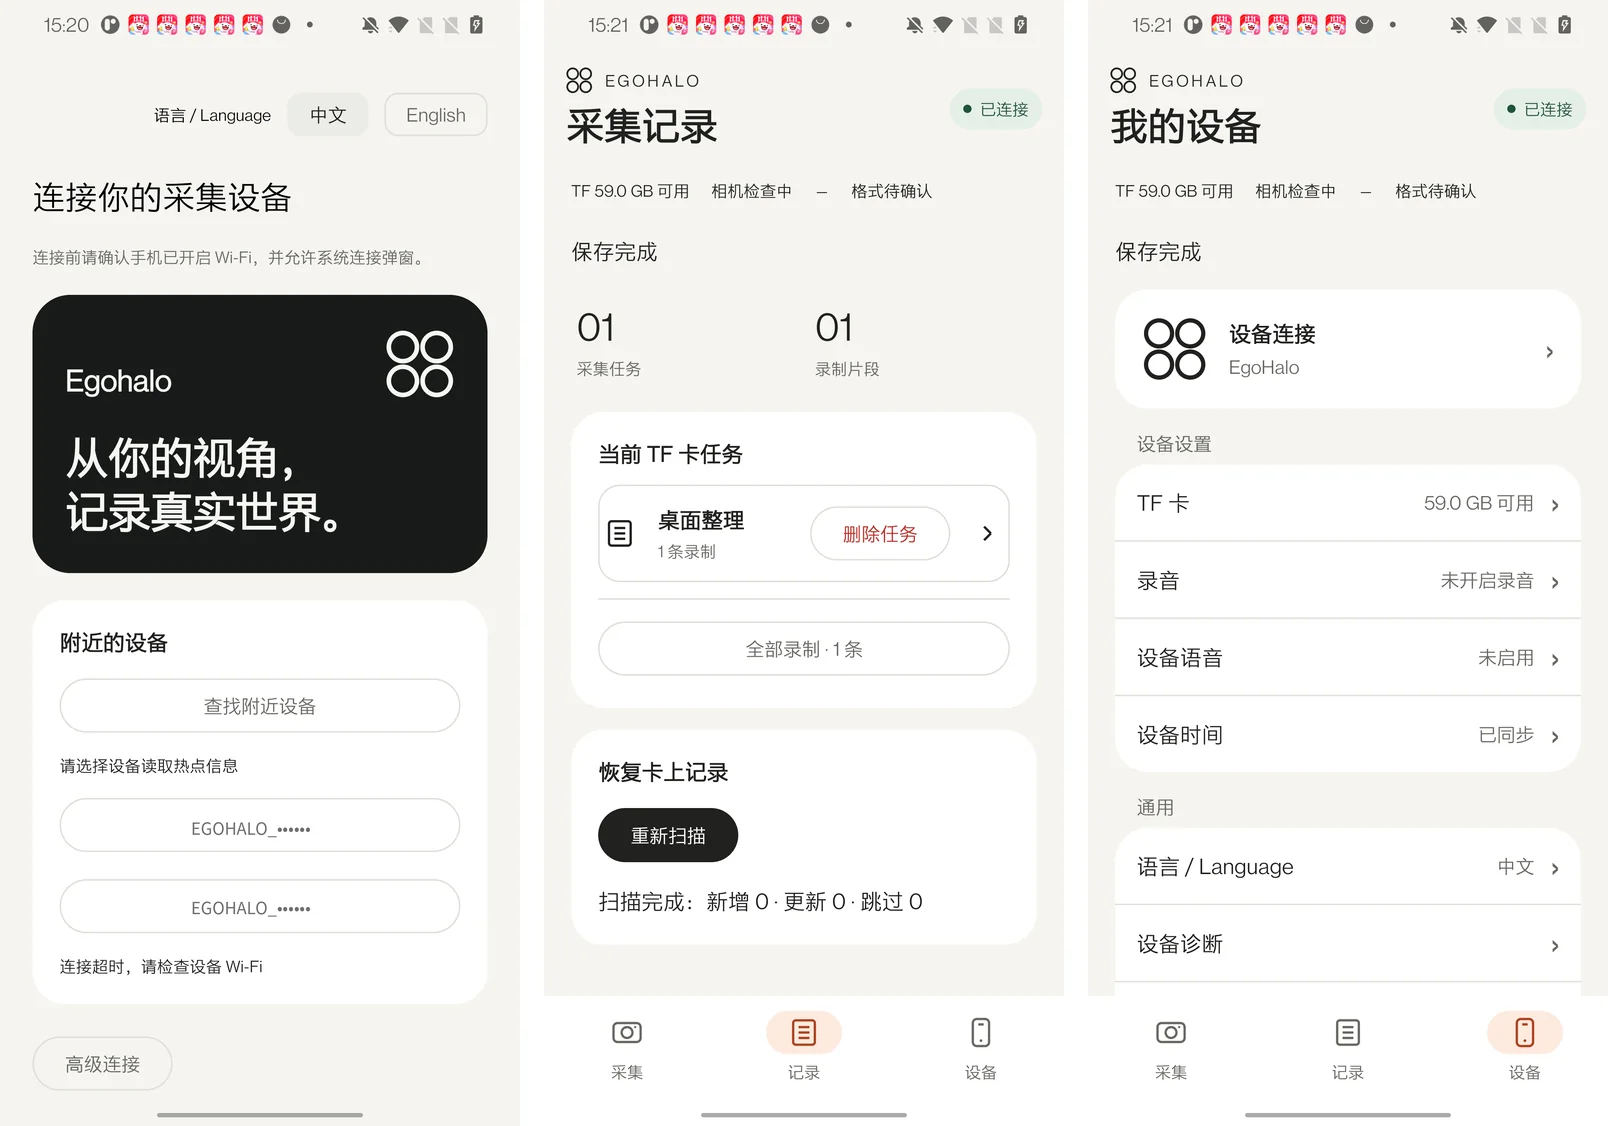 15:20
语言 / Language
中文
English
连接你的采集设备
连接前请确认手机已开启 Wi-Fi，并允许系统连接弹窗。
Egohalo
从你的视角，
记录真实世界。
附近的设备
查找附近设备
请选择设备读取热点信息
EGOHALO_••••••
EGOHALO_••••••
连接超时，请检查设备 Wi-Fi
高级连接
15:21
EGOHALO
采集记录
已连接
TF 59.0 GB 可用 相机检查中 – 格式待确认
保存完成
01
采集任务
01
录制片段
当前 TF 卡任务
桌面整理
1 条录制
删除任务
全部录制 · 1 条
恢复卡上记录
重新扫描
扫描完成：新增 0 · 更新 0 · 跳过 0
采集
记录
设备
15:21
EGOHALO
我的设备
已连接
TF 59.0 GB 可用 相机检查中 – 格式待确认
保存完成
设备连接
EgoHalo
设备设置
TF 卡 59.0 GB 可用
录音 未开启录音
设备语音 未启用
设备时间 已同步
通用
语言 / Language 中文
设备诊断
采集
记录
设备